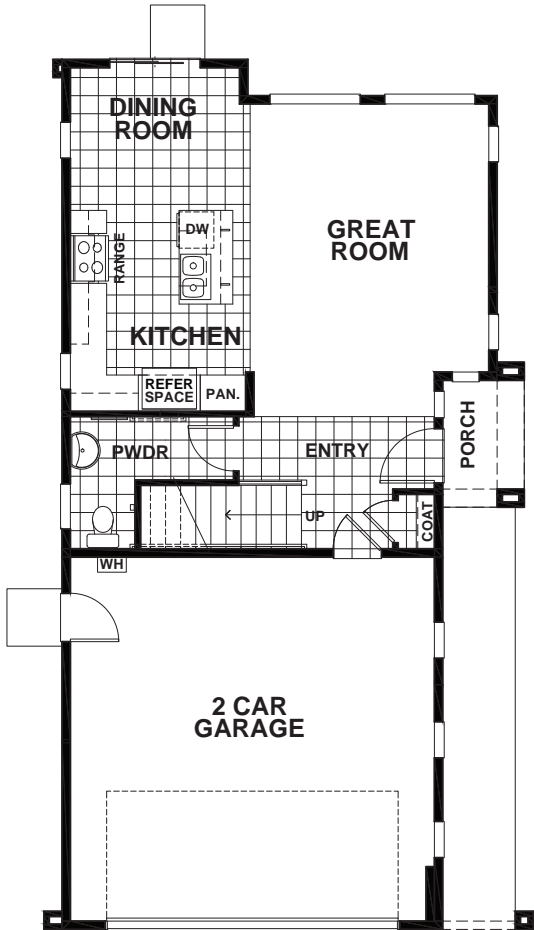 DINING
ROOM
DW
GREAT
ROOM
RANGE
KITCHEN
REFER
SPACE
PAN.
PWDR
ENTRY
PORCH
UP
COAT
WH
2 CAR
GARAGE